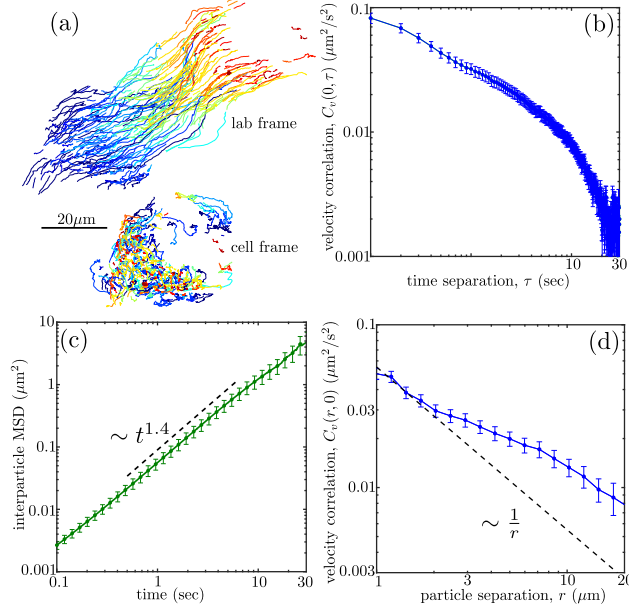 (a)
lab frame
20μm
cell frame
(b)
velocity correlation, C_v(0,τ) (μm²/s²)
0.1
0.01
0.001
10
30
time separation, τ (sec)
(c)
interparticle MSD (μm²)
10
1
0.1
0.01
0.001
~ t^1.4
0.1
1
10
30
time (sec)
(d)
velocity correlation, C_v(r,0) (μm²/s²)
0.1
0.03
0.01
0.003
~ 1/r
1
3
10
20
particle separation, r (μm)